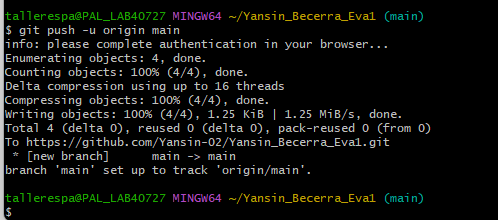 tallerespa@PAL_LAB40727 MINGW64 ~/Yansin_Becerra_Eva1 (main)
$ git push -u origin main
info: please complete authentication in your browser...
Enumerating objects: 4, done.
Counting objects: 100% (4/4), done.
Delta compression using up to 16 threads
Compressing objects: 100% (4/4), done.
Writing objects: 100% (4/4), 1.25 KiB | 1.25 MiB/s, done.
Total 4 (delta 0), reused 0 (delta 0), pack-reused 0 (from 0)
To https://github.com/Yansin-02/Yansin_Becerra_Eva1.git
 * [new branch]      main -> main
branch 'main' set up to track 'origin/main'.
tallerespa@PAL_LAB40727 MINGW64 ~/Yansin_Becerra_Eva1 (main)
$